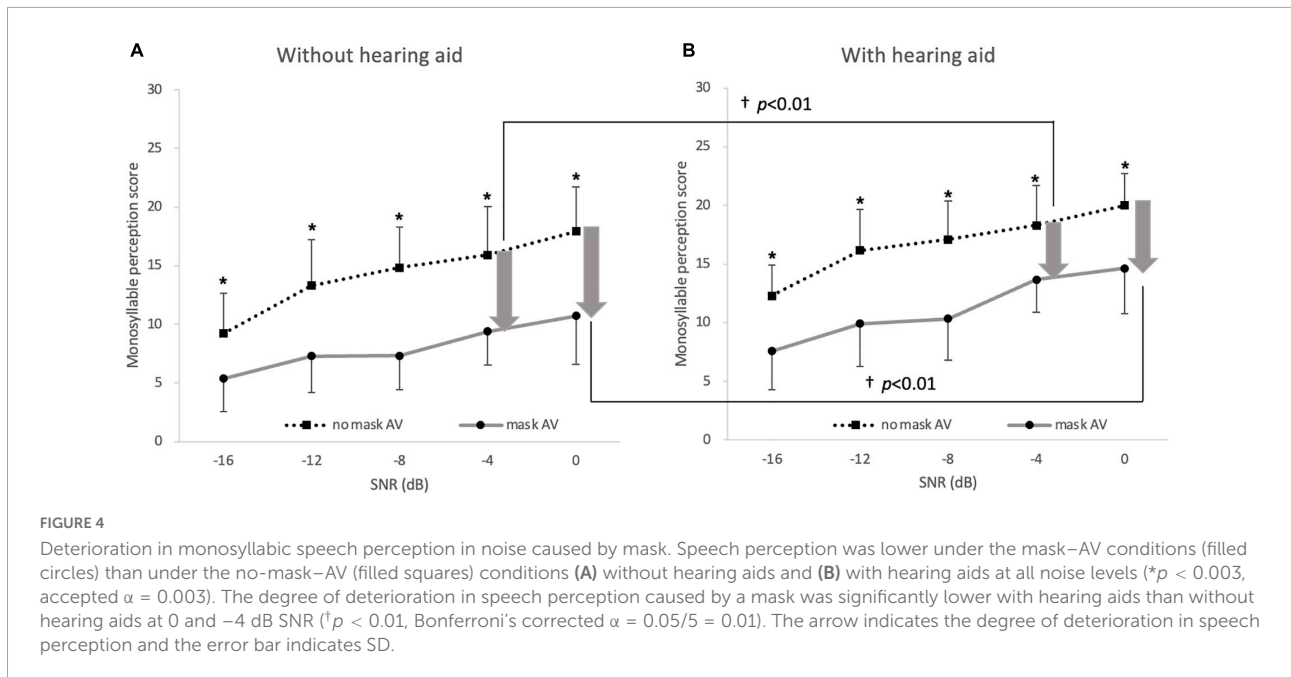 A
Without hearing aid
Monosyllable perception score
30
25
20
15
10
5
0
*
*
*
*
*
no mask AV
mask AV
-16
-12
-8
-4
0
SNR (dB)
† p<0.01
† p<0.01
B
With hearing aid
Monosyllable perception score
30
25
20
15
10
5
0
*
*
*
*
*
no mask AV
mask AV
-16
-12
-8
-4
0
SNR (dB)
FIGURE 4
Deterioration in monosyllabic speech perception in noise caused by mask. Speech perception was lower under the mask–AV conditions (filled
circles) than under the no-mask–AV (filled squares) conditions (A) without hearing aids and (B) with hearing aids at all noise levels (*p < 0.003,
accepted α = 0.003). The degree of deterioration in speech perception caused by a mask was significantly lower with hearing aids than without
hearing aids at 0 and −4 dB SNR (†p < 0.01, Bonferroni's corrected α = 0.05/5 = 0.01). The arrow indicates the degree of deterioration in speech
perception and the error bar indicates SD.